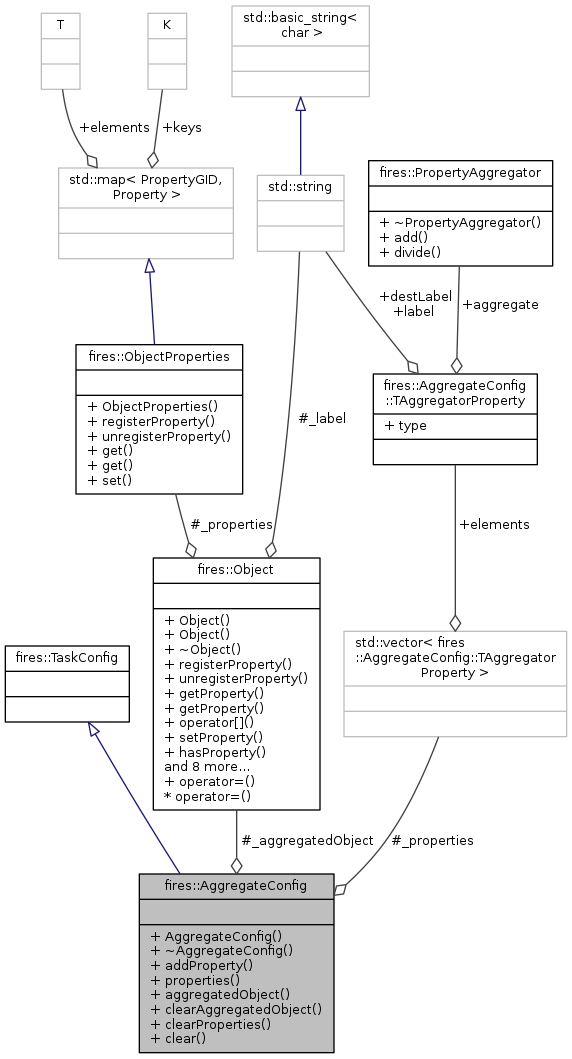 T
K
std::basic_string<
char >
+elements
+keys
std::map< PropertyGID,
Property >
std::string
fires::PropertyAggregator
+ ~PropertyAggregator()
+ add()
+ divide()
+destLabel
+label
+aggregate
fires::ObjectProperties
+ ObjectProperties()
+ registerProperty()
+ unregisterProperty()
+ get()
+ get()
+ set()
fires::AggregateConfig
::TAggregatorProperty
+ type
#_label
#_properties
+elements
fires::Object
+ Object()
+ Object()
+ ~Object()
+ registerProperty()
+ unregisterProperty()
+ getProperty()
+ getProperty()
+ operator[]()
+ setProperty()
+ hasProperty()
and 8 more...
+ operator=()
* operator=()
fires::TaskConfig
std::vector< fires
::AggregateConfig::TAggregator
Property >
#_aggregatedObject
#_properties
fires::AggregateConfig
+ AggregateConfig()
+ ~AggregateConfig()
+ addProperty()
+ properties()
+ aggregatedObject()
+ clearAggregatedObject()
+ clearProperties()
+ clear()